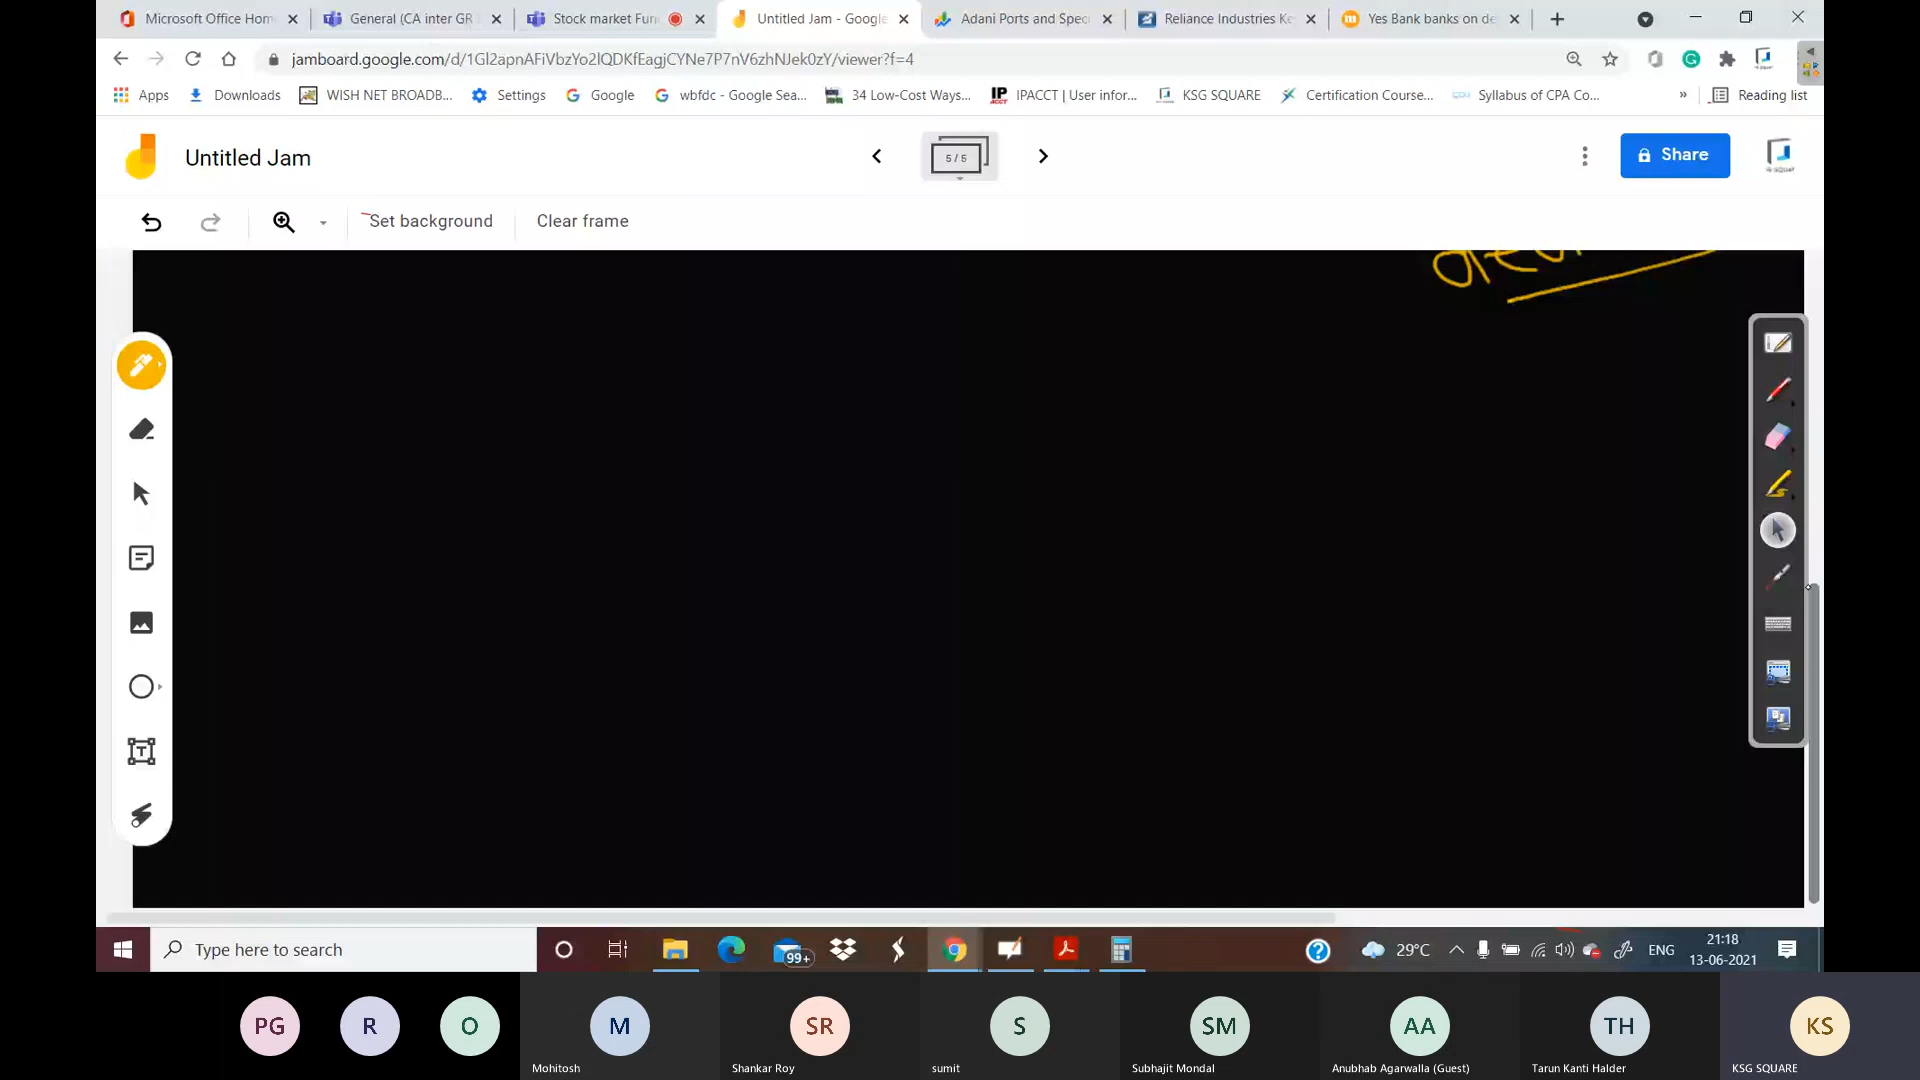 Microsoft Office Hom
General (CA inter GR
Stock market Fun
Untitled Jam - Google
Adani Ports and Speci
Reliance Industries Ke
Yes Bank banks on de
jamboard.google.com/d/1Gl2apnAFiVbzYo2lQDKfEagjCYNe7P7nV6zhNJek0zY/viewer?f=4
Apps
Downloads
WISH NET BROADB...
Settings
Google
wbfdc - Google Sea...
34 Low-Cost Ways...
IPACCT | User infor...
KSG SQUARE
Certification Course...
Syllabus of CPA Co...
»
Reading list
Untitled Jam
5 / 5
Share
Set background
Clear frame
Type here to search
99+
29°C
ENG
21:18
13-06-2021
PG
R
O
M
SR
S
SM
AA
TH
KS
Mohitosh
Shankar Roy
sumit
Subhajit Mondal
Anubhab Agarwalla (Guest)
Tarun Kanti Halder
KSG SQUARE